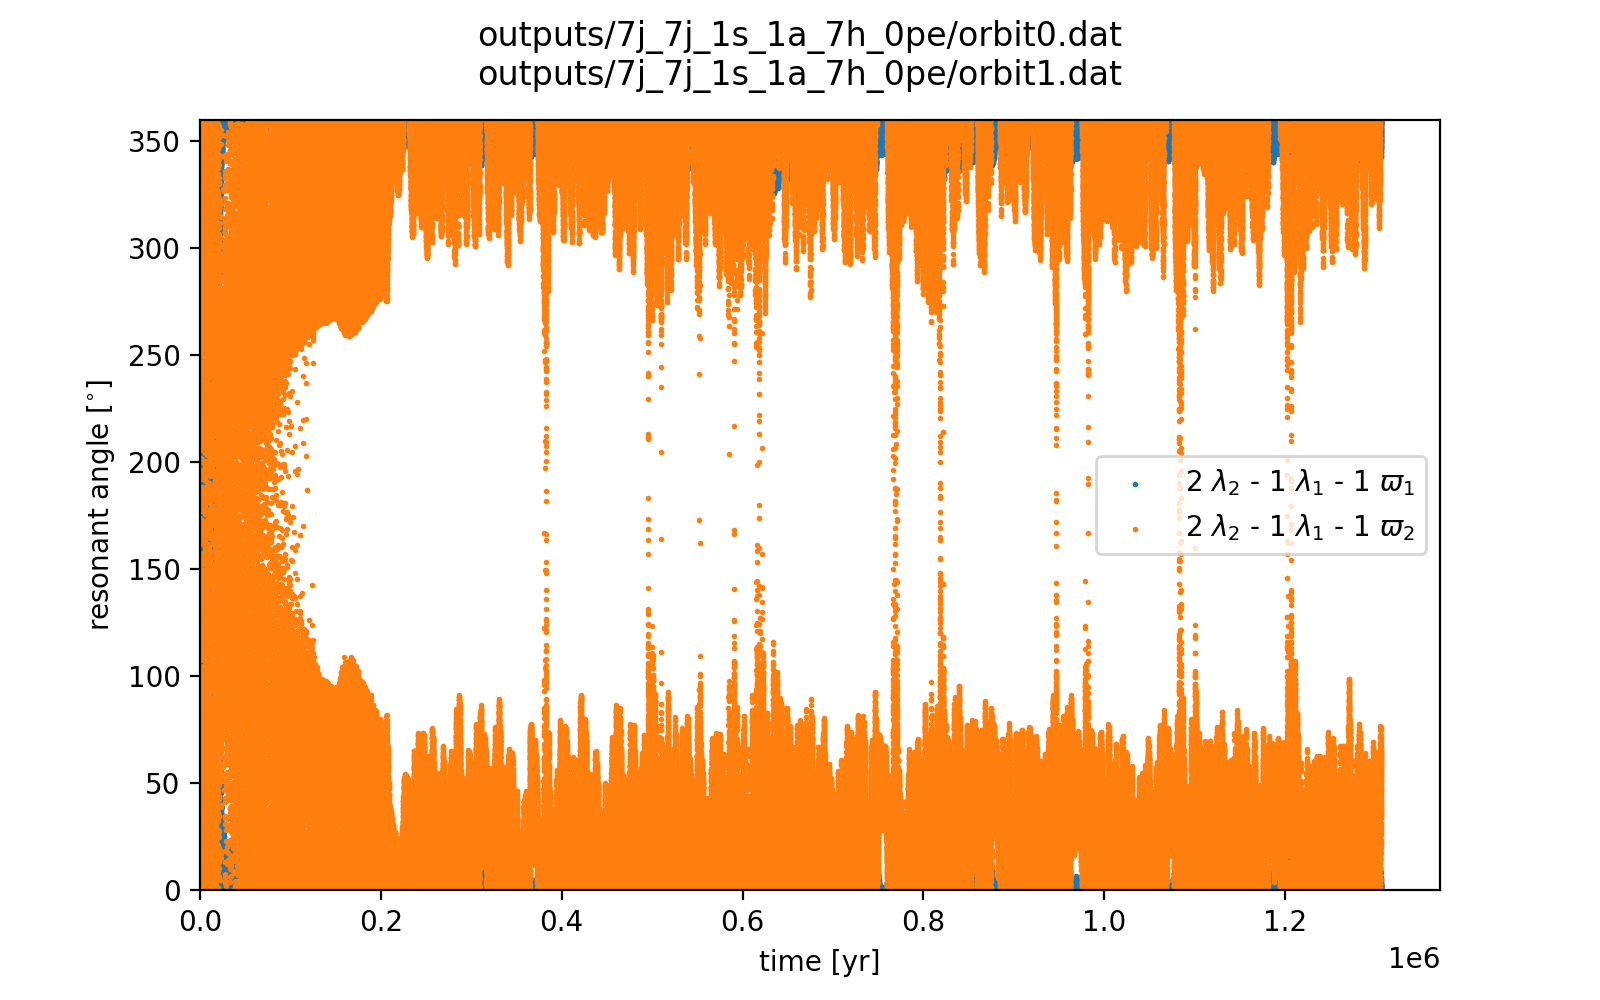 outputs/7j_7j_1s_1a_7h_0pe/orbit0.dat
outputs/7j_7j_1s_1a_7h_0pe/orbit1.dat
resonant angle [°]
350
300
250
200
150
100
50
0
2 λ₂ - 1 λ₁ - 1 ϖ₁
2 λ₂ - 1 λ₁ - 1 ϖ₂
0.0 0.2 0.4 0.6 0.8 1.0 1.2
time [yr]
1e6